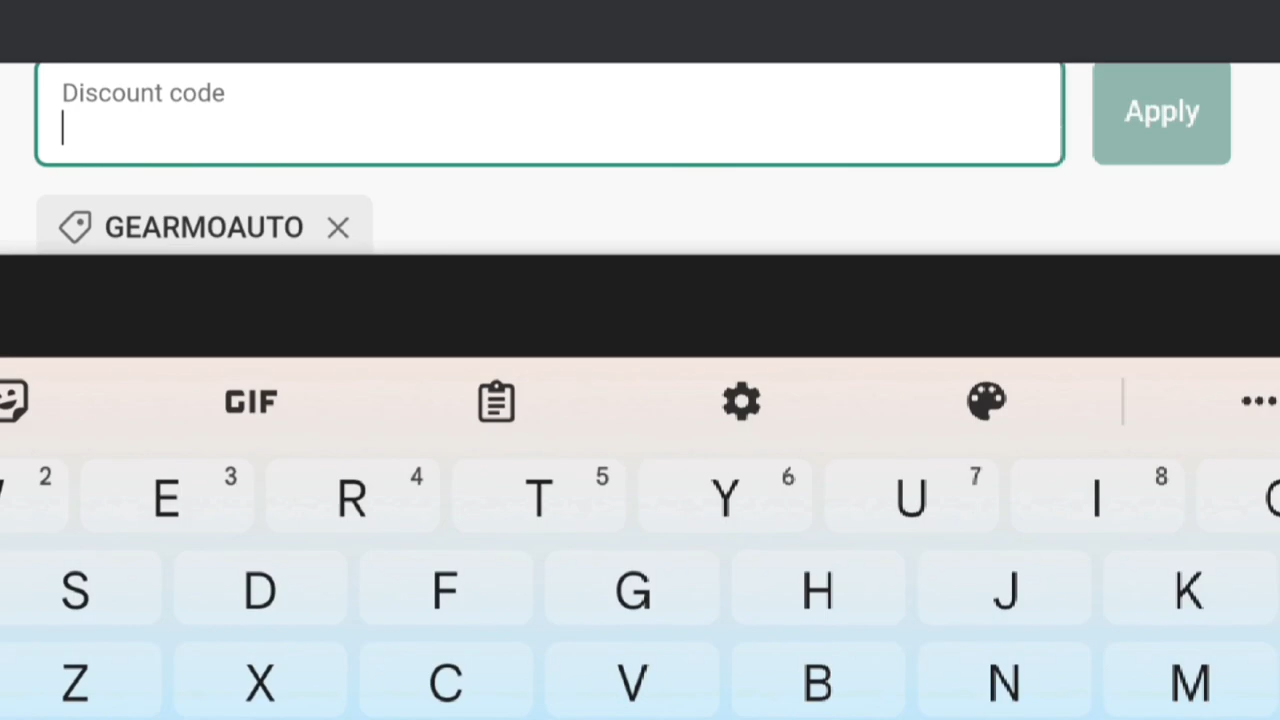 Discount code
Apply
GEARMOAUTO
GIF
2 E 3 R 4 T 5 Y 6 U 7 I 8
S D F G H J K
Z X C V B N M